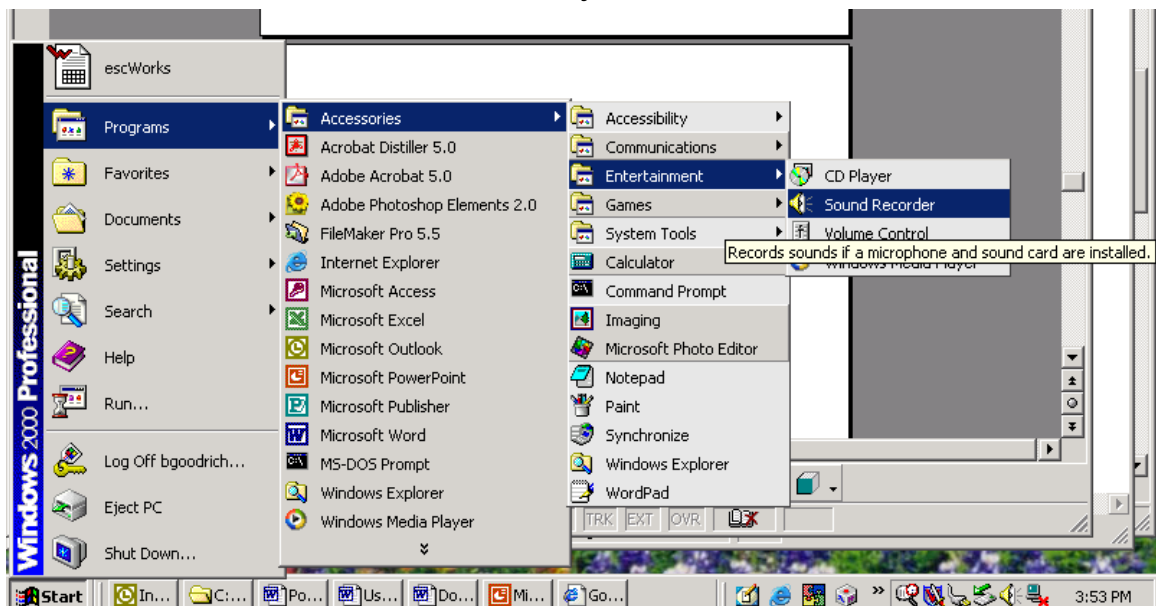 escWorks
Programs
Favorites
Documents
Settings
Search
Help
Run...
Log Off bgoodrich...
Eject PC
Shut Down...
Windows 2000 Professional
Accessories
Acrobat Distiller 5.0
Adobe Acrobat 5.0
Adobe Photoshop Elements 2.0
FileMaker Pro 5.5
Internet Explorer
Microsoft Access
Microsoft Excel
Microsoft Outlook
Microsoft PowerPoint
Microsoft Publisher
Microsoft Word
MS-DOS Prompt
Windows Explorer
Windows Media Player
Accessibility
Communications
Entertainment
Games
System Tools
Calculator
Command Prompt
Imaging
Microsoft Photo Editor
Notepad
Paint
Synchronize
Windows Explorer
WordPad
CD Player
Sound Recorder
Volume Control
Records sounds if a microphone and sound card are installed.
Windows Media Player
TRK EXT OVR
Start In... C:... Po... Us... Do... Mi... Go... » 3:53 PM